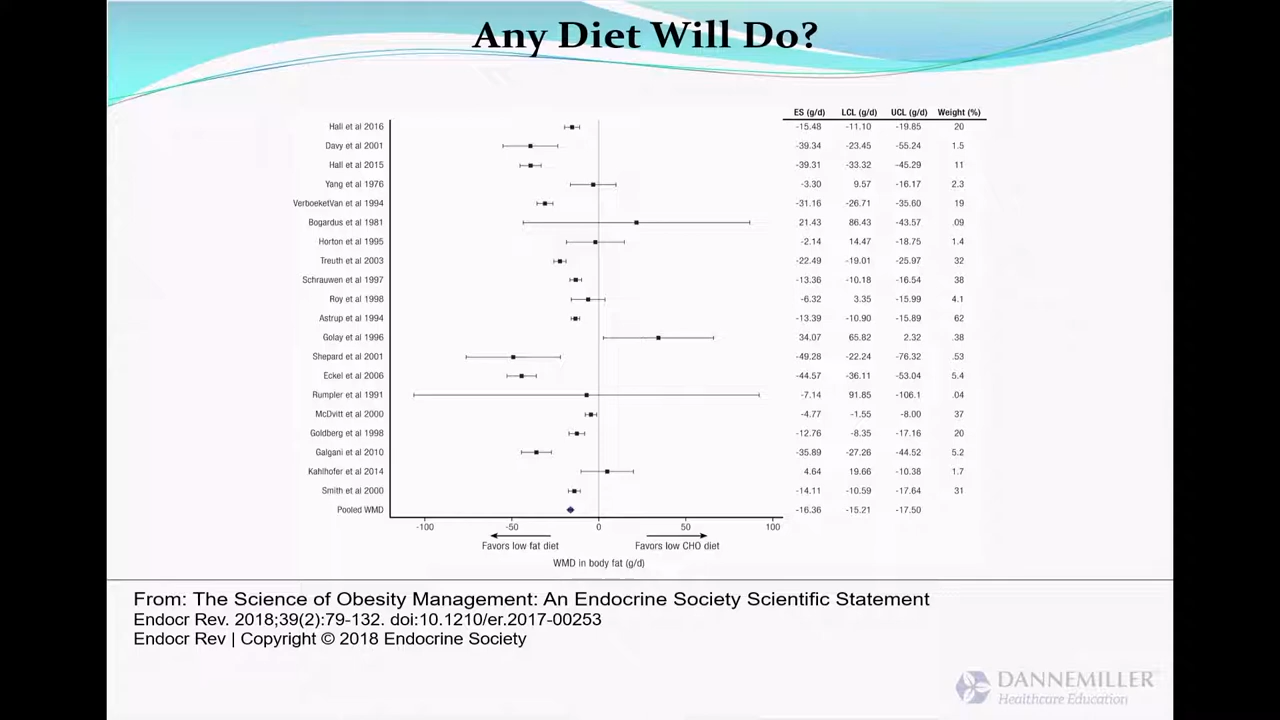 Any Diet Will Do?
ES (g/d) LCL (g/d) UCL (g/d) Weight (%)
Hall et al 2016 -15.48 -11.10 -19.85 20
Davy et al 2001 -39.34 -23.45 -55.24 1.5
Hall et al 2015 -39.31 -33.32 -45.29 11
Yang et al 1976 -3.30 9.57 -16.17 2.3
VerboeketVan et al 1994 -31.16 -26.71 -35.60 19
Bogardus et al 1981 21.43 86.43 -43.57 .09
Horton et al 1995 -2.14 14.47 -18.75 1.4
Treuth et al 2003 -22.49 -19.01 -25.97 32
Schrauwen et al 1997 -13.36 -10.18 -16.54 38
Roy et al 1998 -6.32 3.35 -15.99 4.1
Astrup et al 1994 -13.39 -10.90 -15.89 62
Golay et al 1996 34.07 65.82 2.32 .38
Shepard et al 2001 -49.28 -22.24 -76.32 .53
Eckel et al 2006 -44.57 -36.11 -53.04 5.4
Rumpler et al 1991 -7.14 91.85 -106.1 .04
McDvitt et al 2000 -4.77 -1.55 -8.00 37
Goldberg et al 1998 -12.76 -8.35 -17.16 20
Galgani et al 2010 -35.89 -27.26 -44.52 5.2
Kahlhofer et al 2014 4.64 19.66 -10.38 1.7
Smith et al 2000 -14.11 -10.59 -17.64 31
Pooled WMD -16.36 -15.21 -17.50
-100 -50 0 50 100
Favors low fat diet Favors low CHO diet
WMD in body fat (g/d)
From: The Science of Obesity Management: An Endocrine Society Scientific Statement
Endocr Rev. 2018;39(2):79-132. doi:10.1210/er.2017-00253
Endocr Rev | Copyright © 2018 Endocrine Society
DANNEMILLER
Healthcare Education